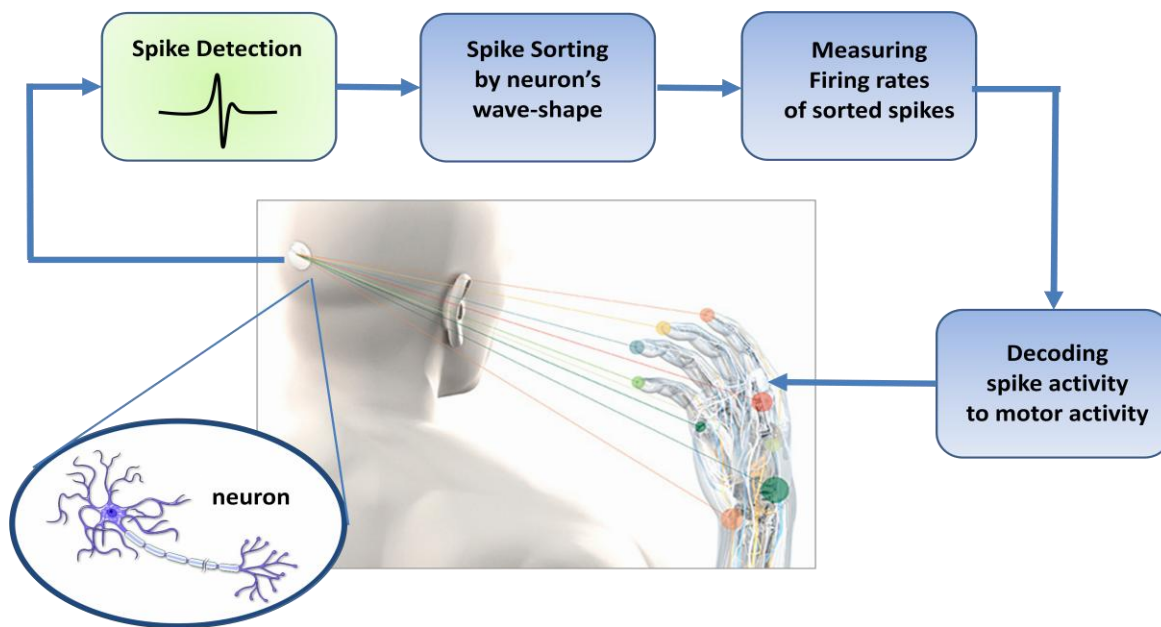 Spike Detection
Spike Sorting
by neuron's
wave-shape
Measuring
Firing rates
of sorted spikes
Decoding
spike activity
to motor activity
neuron